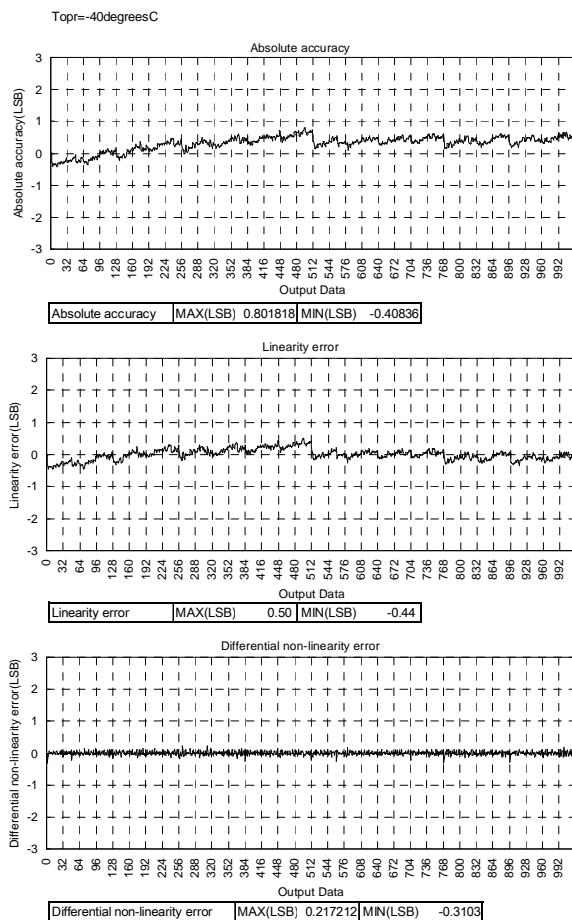 Topr=-40degreesC
Absolute accuracy
3
2
1
0
-1
-2
-3
Absolute accuracy(LSB)
0 32 64 96 128 160 192 224 256 288 320 352 384 416 448 480 512 544 576 608 640 672 704 736 768 800 832 864 896 928 960 992
Output Data
Absolute accuracy MAX(LSB) 0.801818 MIN(LSB) -0.40836
Linearity error
3
2
1
0
-1
-2
-3
Linearity error(LSB)
0 32 64 96 128 160 192 224 256 288 320 352 384 416 448 480 512 544 576 608 640 672 704 736 768 800 832 864 896 928 960 992
Output Data
Linearity error MAX(LSB) 0.50 MIN(LSB) -0.44
Differential non-linearity error
3
2
1
0
-1
-2
-3
Differential non-linearity error(LSB)
0 32 64 96 128 160 192 224 256 288 320 352 384 416 448 480 512 544 576 608 640 672 704 736 768 800 832 864 896 928 960 992
Output Data
Differential non-linearity error MAX(LSB) 0.217212 MIN(LSB) -0.3103